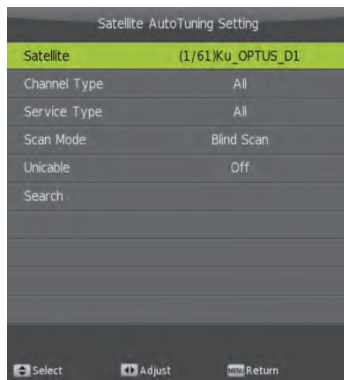 Satellite AutoTuning Setting
Satellite (1/61)Ku_OPTUS_D1
Channel Type All
Service Type All
Scan Mode Blind Scan
Unicable Off
Search
Select Adjust MENU Return